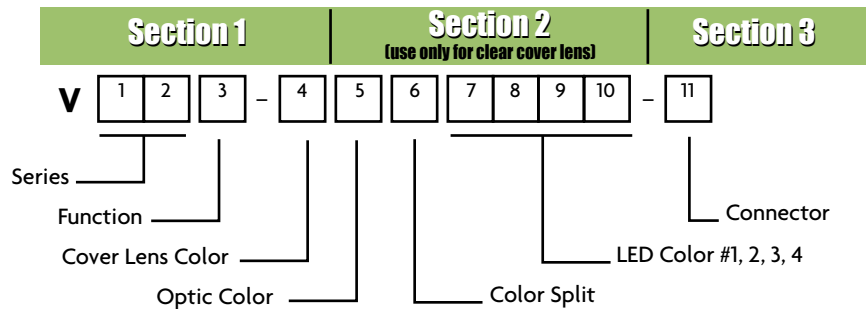 Section 1 Section 2 Section 3
(use only for clear cover lens)
V 1 2 3 – 4 5 6 7 8 9 10 – 11
Series
Function
Connector
Cover Lens Color
LED Color #1, 2, 3, 4
Optic Color
Color Split